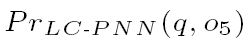 Pr_{LC-PNN}(q, o_5)